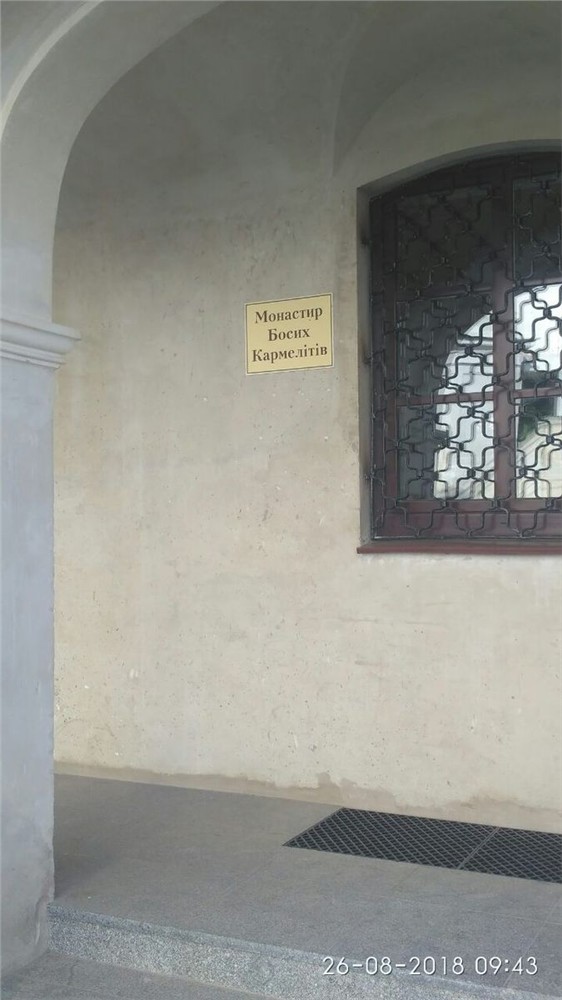 Монастир
Босих
Кармелітів
26-08-2018 09:43